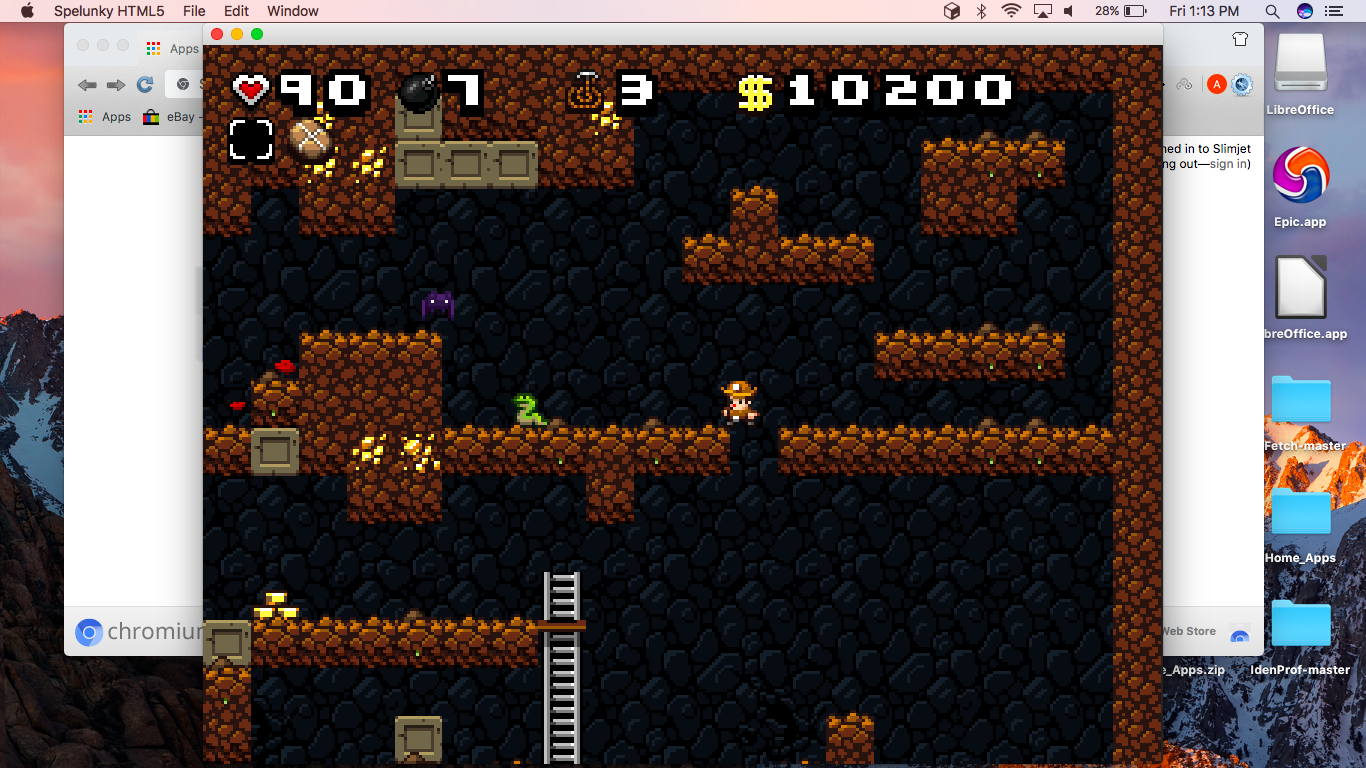 Spelunky HTML5 File Edit Window 28% Fri 1:13 PM
Apps
A
Apps eBay -
90 7 3 $10200
ned in to Slimjet
ng out—sign in)
LibreOffice
Epic.app
breOffice.app
Fetch-master
Home_Apps
chromiu
Web Store
e_Apps.zip IdenProf-master